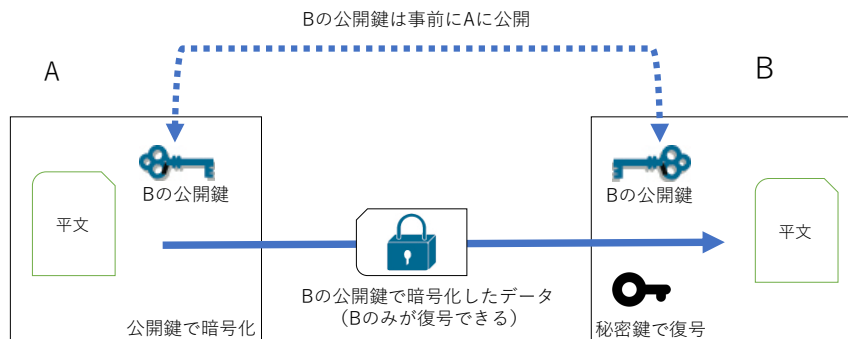 Bの公開鍵は事前にAに公開
A
B
Bの公開鍵
Bの公開鍵
平文
平文
Bの公開鍵で暗号化したデータ
（Bのみが復号できる）
公開鍵で暗号化
秘密鍵で復号